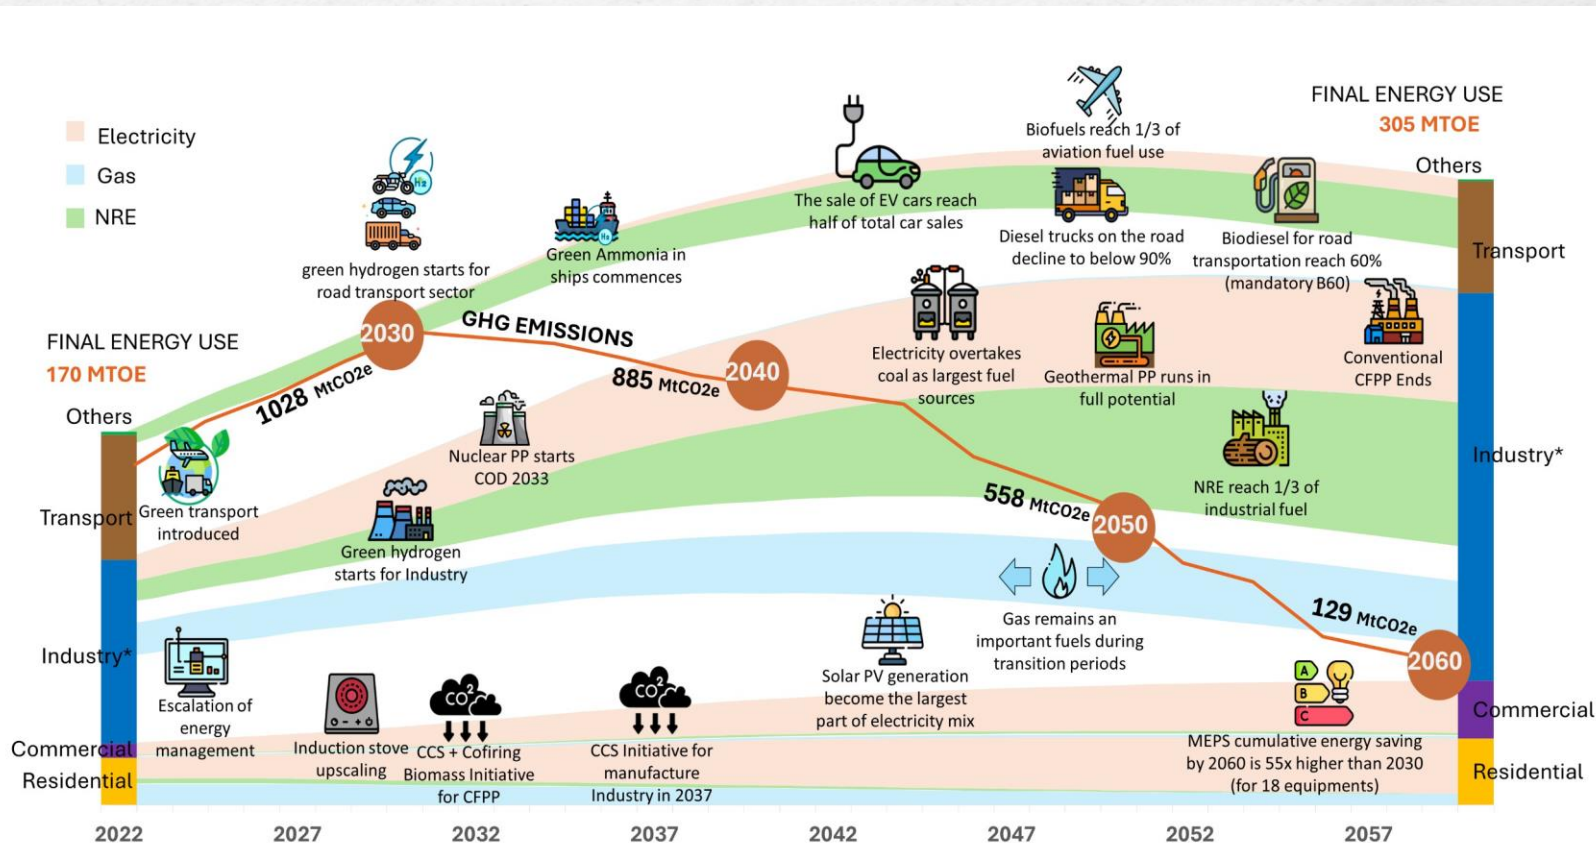 Electricity
Gas
NRE
FINAL ENERGY USE
170 MTOE
Others
Transport
Industry*
Commercial
Residential
Green transport
introduced
Escalation of
energy
management
green hydrogen starts for
road transport sector
H2
2030
GHG EMISSIONS
1028 MtCO2e
Green Ammonia in
ships commences
885 MtCO2e
2040
Nuclear PP starts
COD 2033
Green hydrogen
starts for Industry
Induction stove
upscaling
CO2
CCS + Cofiring
Biomass Initiative
for CFPP
CO2
CCS Initiative for
manufacture
Industry in 2037
The sale of EV cars reach
half of total car sales
Biofuels reach 1/3 of
aviation fuel use
Diesel trucks on the road
decline to below 90%
Biodiesel for road
transportation reach 60%
(mandatory B60)
Electricity overtakes
coal as largest fuel
sources
Geothermal PP runs in
full potential
Conventional
CFPP Ends
NRE reach 1/3 of
industrial fuel
558 MtCO2e
2050
Gas remains an
important fuels during
transition periods
Solar PV generation
become the largest
part of electricity mix
129 MtCO2e
2060
A
B
C
MEPS cumulative energy saving
by 2060 is 55x higher than 2030
(for 18 equipments)
FINAL ENERGY USE
305 MTOE
Others
Transport
Industry*
Commercial
Residential
2022 2027 2032 2037 2042 2047 2052 2057